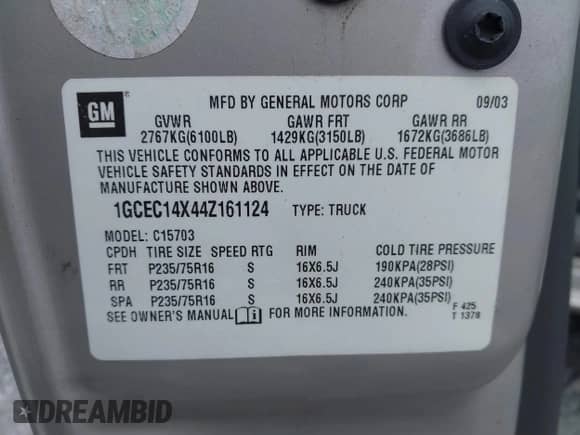 GM
MFD BY GENERAL MOTORS CORP 09/03
GVWR GAWR FRT GAWR RR
2767KG(6100LB) 1429KG(3150LB) 1672KG(3686LB)
THIS VEHICLE CONFORMS TO ALL APPLICABLE U.S. FEDERAL MOTOR
VEHICLE SAFETY STANDARDS IN EFFECT ON THE DATE OF
MANUFACTURE SHOWN ABOVE.
1GCEC14X44Z161124 TYPE: TRUCK
MODEL: C15703
CPDH TIRE SIZE SPEED RTG RIM COLD TIRE PRESSURE
FRT P235/75R16 S 16X6.5J 190KPA(28PSI)
RR P235/75R16 S 16X6.5J 240KPA(35PSI)
SPA P235/75R16 S 16X6.5J 240KPA(35PSI)
SEE OWNER'S MANUAL FOR MORE INFORMATION.
F 425
T 1378
DREAMBID